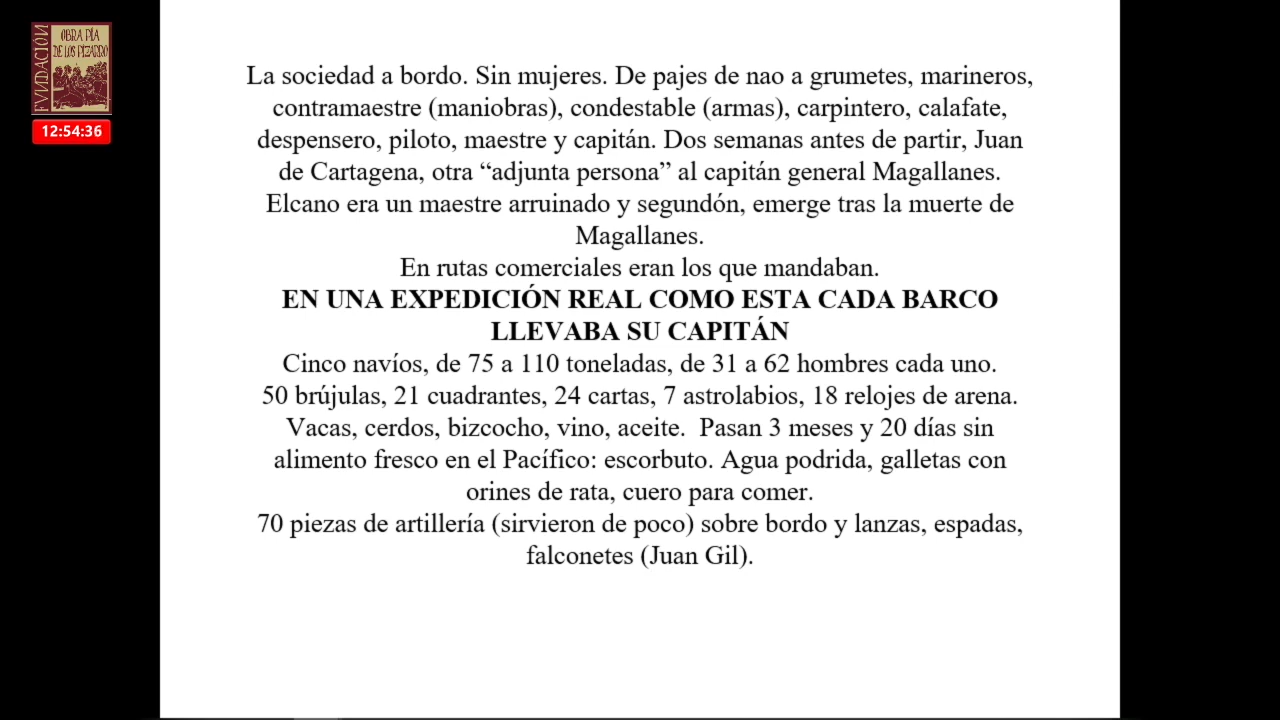 FVNDACIÓN
OBRA PÍA
DE LOS PIZARRO
12:54:36
La sociedad a bordo. Sin mujeres. De pajes de nao a grumetes, marineros,
contramaestre (maniobras), condestable (armas), carpintero, calafate,
despensero, piloto, maestre y capitán. Dos semanas antes de partir, Juan
de Cartagena, otra “adjunta persona” al capitán general Magallanes.
Elcano era un maestre arruinado y segundón, emerge tras la muerte de
Magallanes.
En rutas comerciales eran los que mandaban.
EN UNA EXPEDICIÓN REAL COMO ESTA CADA BARCO
LLEVABA SU CAPITÁN
Cinco navíos, de 75 a 110 toneladas, de 31 a 62 hombres cada uno.
50 brújulas, 21 cuadrantes, 24 cartas, 7 astrolabios, 18 relojes de arena.
Vacas, cerdos, bizcocho, vino, aceite.  Pasan 3 meses y 20 días sin
alimento fresco en el Pacífico: escorbuto. Agua podrida, galletas con
orines de rata, cuero para comer.
70 piezas de artillería (sirvieron de poco) sobre bordo y lanzas, espadas,
falconetes (Juan Gil).